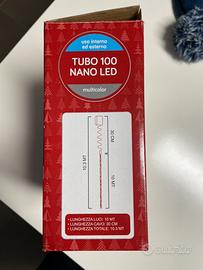 uso interno
ed esterno
TUBO 100
NANO LED
multicolor
30 CM
10.3 MT
10 MT
• LUNGHEZZA LUCI: 10 MT
• LUNGHEZZA CAVO: 30 CM
• LUNGHEZZA TOTALE: 10.3 MT
subito